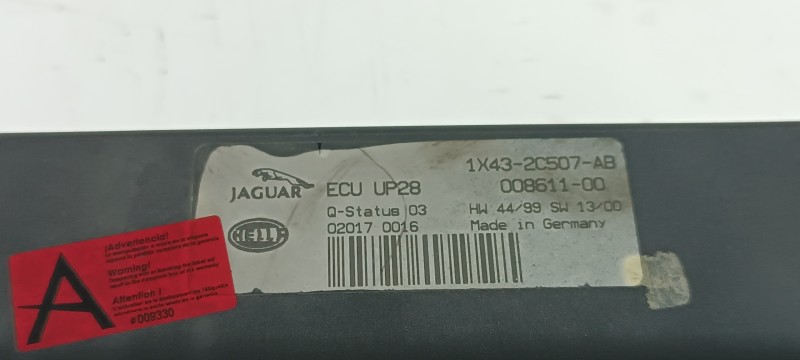 JAGUAR
ECU UP28
1X43-2C507-AB
008611-00
Q-Status 03
HW 44/99 SW 13/00
HELLA
02017 0016
Made in Germany
¡Advertencia!
Warning!
Attention !
A
#009330